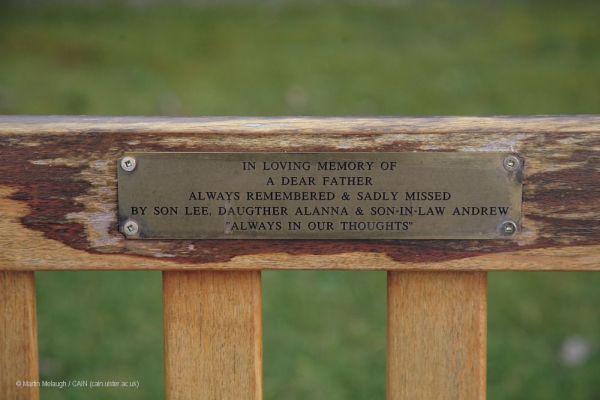 IN LOVING MEMORY OF
A DEAR FATHER
ALWAYS REMEMBERED & SADLY MISSED
BY SON LEE, DAUGTHER ALANNA & SON-IN-LAW ANDREW
"ALWAYS IN OUR THOUGHTS"
© Martin Melaugh / CAIN (cain.ulster.ac.uk)